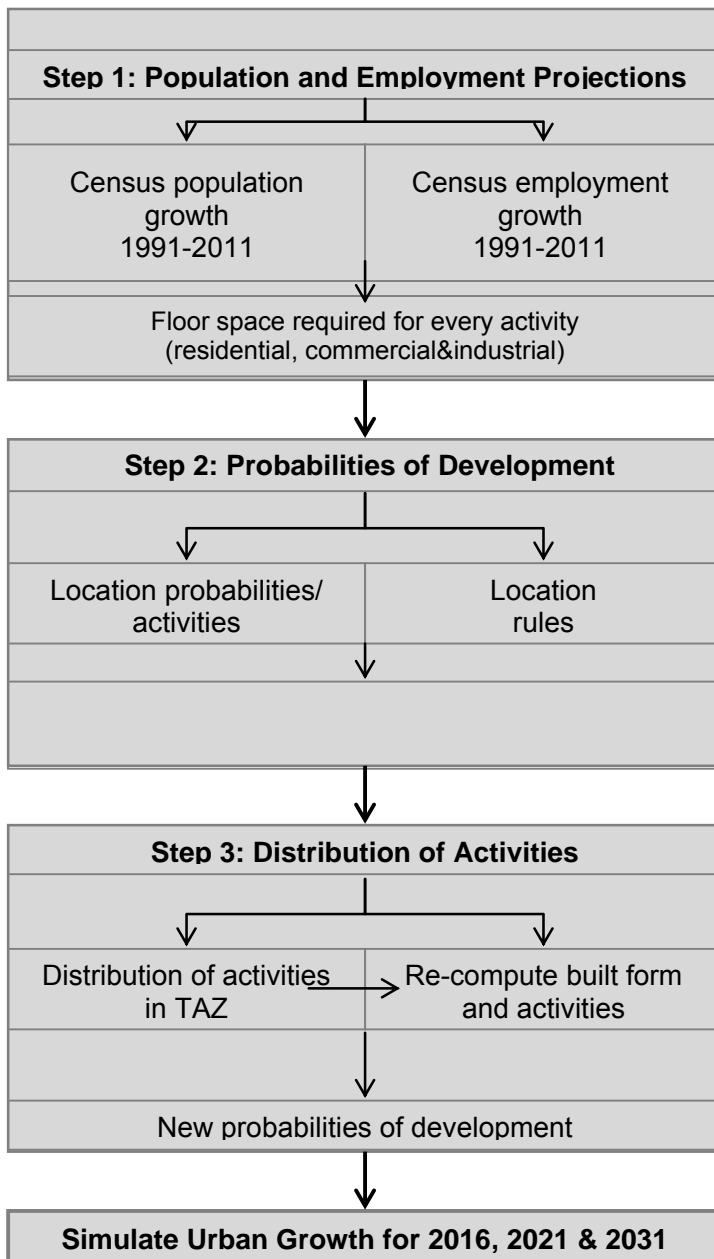 Step 1: Population and Employment Projections
Census population
growth
1991-2011
Census employment
growth
1991-2011
Floor space required for every activity
(residential, commercial&industrial)
Step 2: Probabilities of Development
Location probabilities/
activities
Location
rules
Step 3: Distribution of Activities
Distribution of activities
in TAZ
Re-compute built form
and activities
New probabilities of development
Simulate Urban Growth for 2016, 2021 & 2031